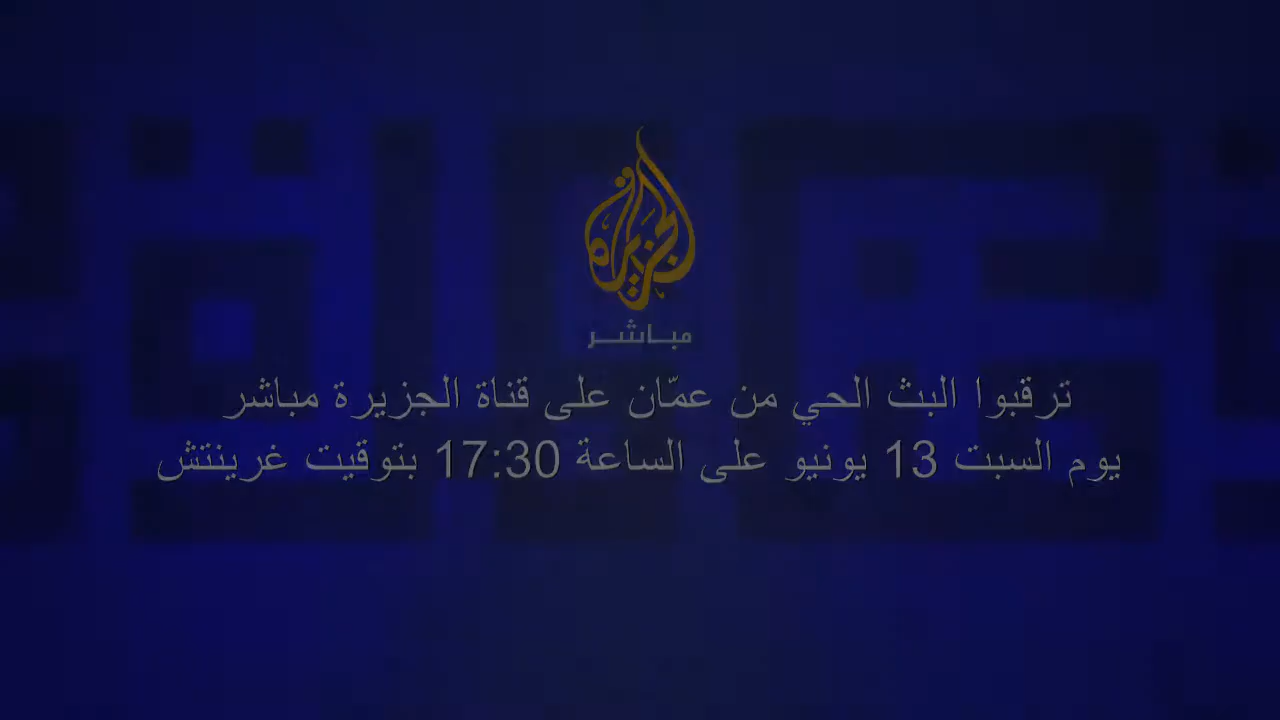 الجزيرة
مباشر
ترقبوا البث الحي من عمّان على قناة الجزيرة مباشر
يوم السبت 13 يونيو على الساعة 17:30 بتوقيت غرينتش